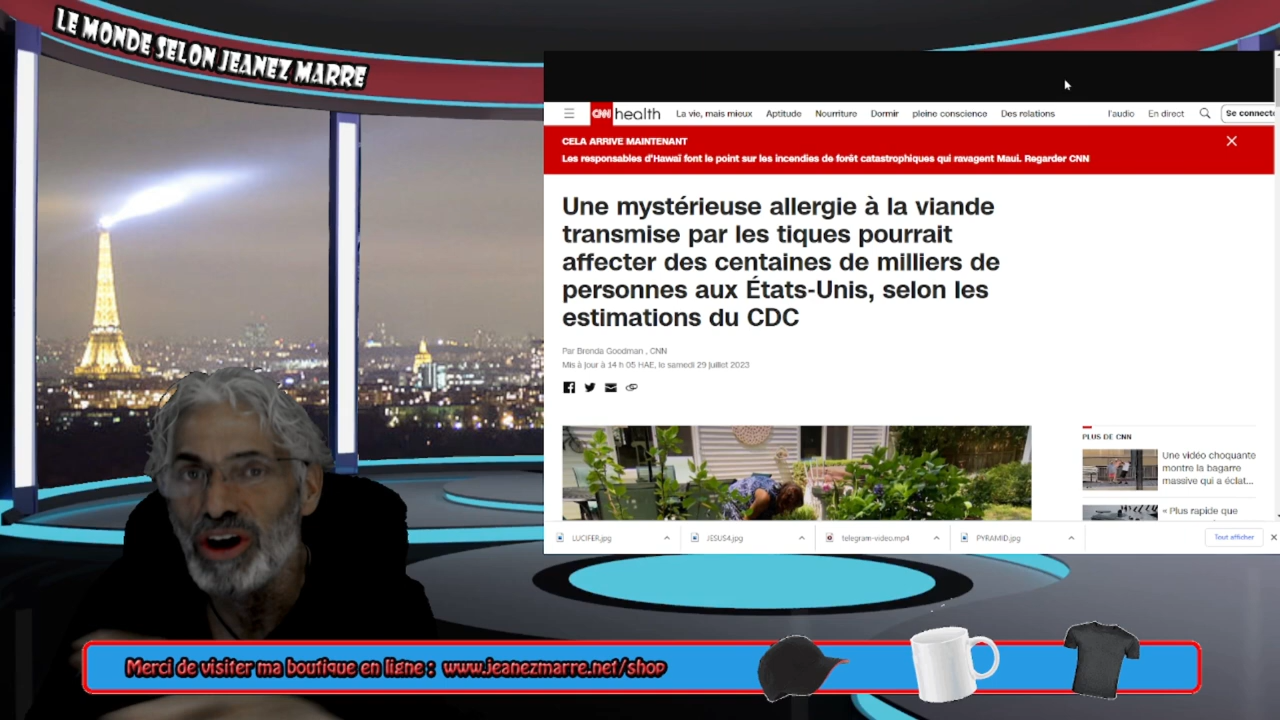 LE MONDE SELON JEANEZ MARRE
CNN health La vie, mais mieux Aptitude Nourriture Dormir pleine conscience Des relations l'audio En direct Se connect
CELA ARRIVE MAINTENANT
Les responsables d'Hawaï font le point sur les incendies de forêt catastrophiques qui ravagent Maui. Regarder CNN
Une mystérieuse allergie à la viande
transmise par les tiques pourrait
affecter des centaines de milliers de
personnes aux États-Unis, selon les
estimations du CDC
Par Brenda Goodman , CNN
Mis à jour à 14 h 05 HAE, le samedi 29 juillet 2023
PLUS DE CNN
Une vidéo choquante
montre la bagarre
massive qui a éclat...
« Plus rapide que
LUCIFER.jpg JESUS4.jpg telegram-video.mp4 PYRAMID.jpg Tout afficher
Merci de visiter ma boutique en ligne : www.jeanezmarre.net/shop